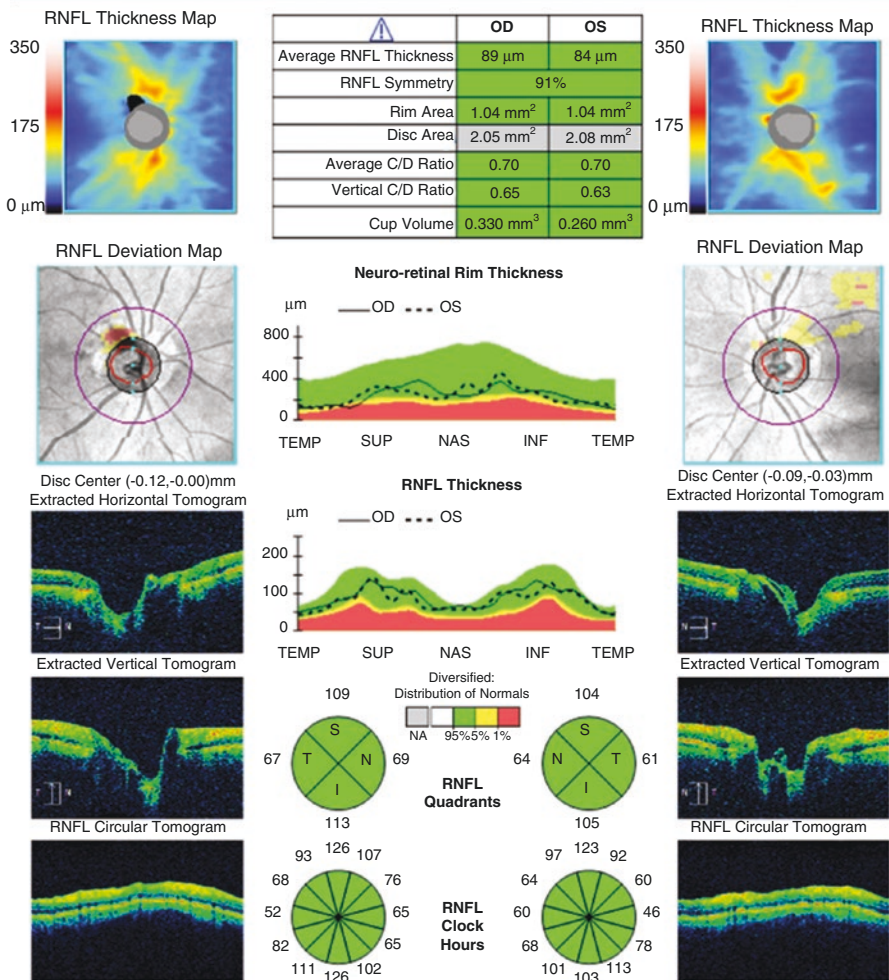 RNFL Thickness Map
350
175
0 µm
OD OS
Average RNFL Thickness 89 µm 84 µm
RNFL Symmetry 91%
Rim Area 1.04 mm² 1.04 mm²
Disc Area 2.05 mm² 2.08 mm²
Average C/D Ratio 0.70 0.70
Vertical C/D Ratio 0.65 0.63
Cup Volume 0.330 mm³ 0.260 mm³
RNFL Thickness Map
350
175
0 µm
RNFL Deviation Map
Disc Center (-0.12,-0.00)mm
Neuro-retinal Rim Thickness
µm OD OS
800
400
0
TEMP SUP NAS INF TEMP
RNFL Deviation Map
Disc Center (-0.09,-0.03)mm
Extracted Horizontal Tomogram
T N
Extracted Vertical Tomogram
T I
RNFL Circular Tomogram
RNFL Thickness
µm OD OS
200
100
0
TEMP SUP NAS INF TEMP
Diversified:
Distribution of Normals
NA 95% 5% 1%
109
67 S T N I 69
113
RNFL
Quadrants
104
64 S N T I 61
105
126
93 107
68 76
52 65
82 65
111 102
126
RNFL
Clock
Hours
123
97 92
64 60
60 46
68 78
101 113
103
Extracted Horizontal Tomogram
T N
Extracted Vertical Tomogram
T I
RNFL Circular Tomogram